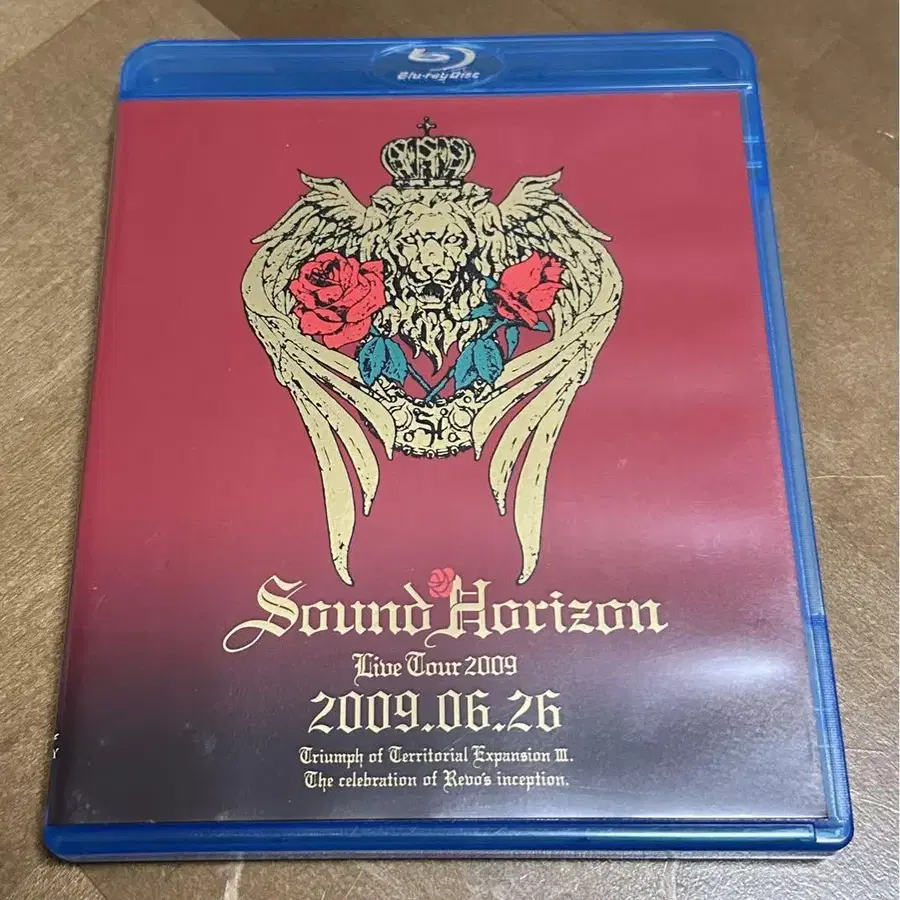 Blu-ray Disc
SH
Sound Horizon
Live Tour 2009
2009.06.26
Triumph of Territorial Expansion III.
The celebration of Revo's inception.